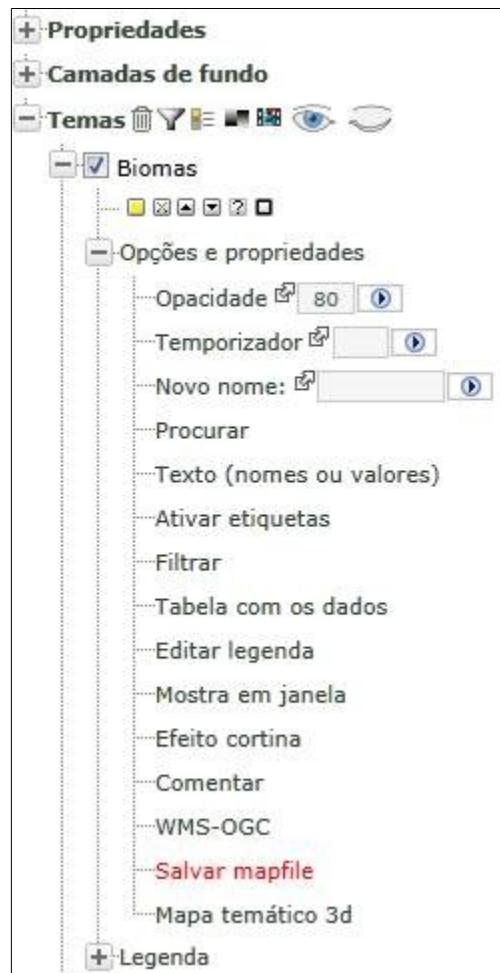 Propriedades
Camadas de fundo
Temas
Biomas
?
Opções e propriedades
Opacidade 80
Temporizador
Novo nome:
Procurar
Texto (nomes ou valores)
Ativar etiquetas
Filtrar
Tabela com os dados
Editar legenda
Mostra em janela
Efeito cortina
Comentar
WMS-OGC
Salvar mapfile
Mapa temático 3d
Legenda